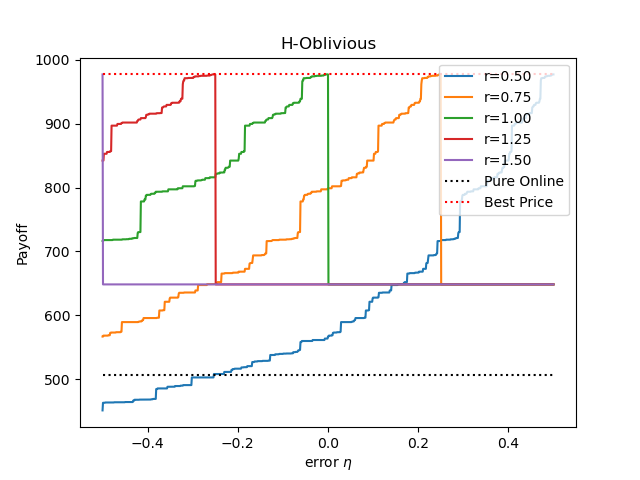 H-Oblivious
1000
900
800
700
600
500
Payoff
−0.4
−0.2
0.0
0.2
0.4
error η
r=0.50
r=0.75
r=1.00
r=1.25
r=1.50
Pure Online
Best Price